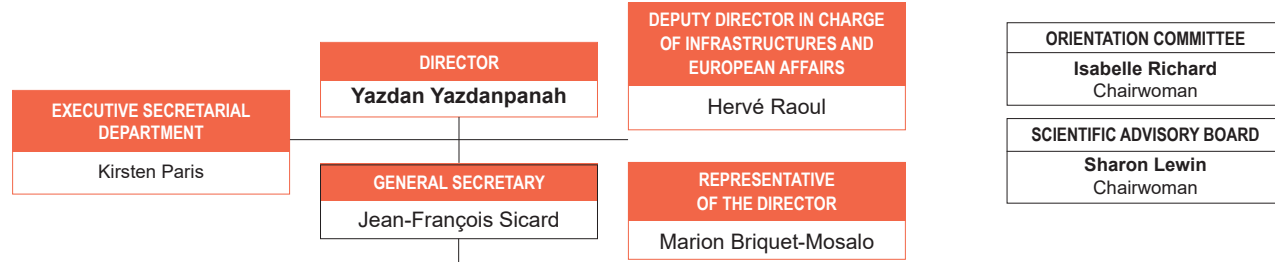 EXECUTIVE SECRETARIAL
DEPARTMENT
Kirsten Paris
DIRECTOR
Yazdan Yazdanpanah
GENERAL SECRETARY
Jean-François Sicard
DEPUTY DIRECTOR IN CHARGE
OF INFRASTRUCTURES AND
EUROPEAN AFFAIRS
Hervé Raoul
REPRESENTATIVE
OF THE DIRECTOR
Marion Briquet-Mosalo
ORIENTATION COMMITTEE
Isabelle Richard
Chairwoman
SCIENTIFIC ADVISORY BOARD
Sharon Lewin
Chairwoman